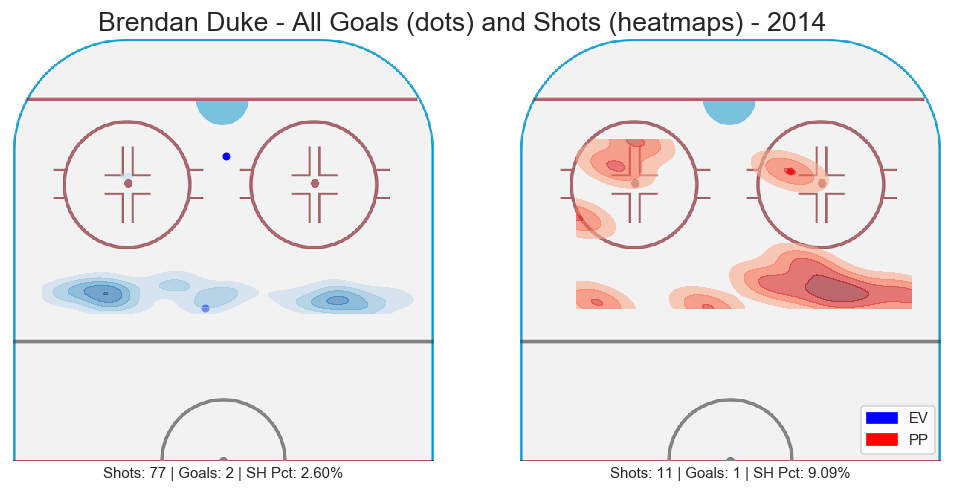 Brendan Duke - All Goals (dots) and Shots (heatmaps) - 2014
EV
PP
Shots: 77 | Goals: 2 | SH Pct: 2.60%
Shots: 11 | Goals: 1 | SH Pct: 9.09%